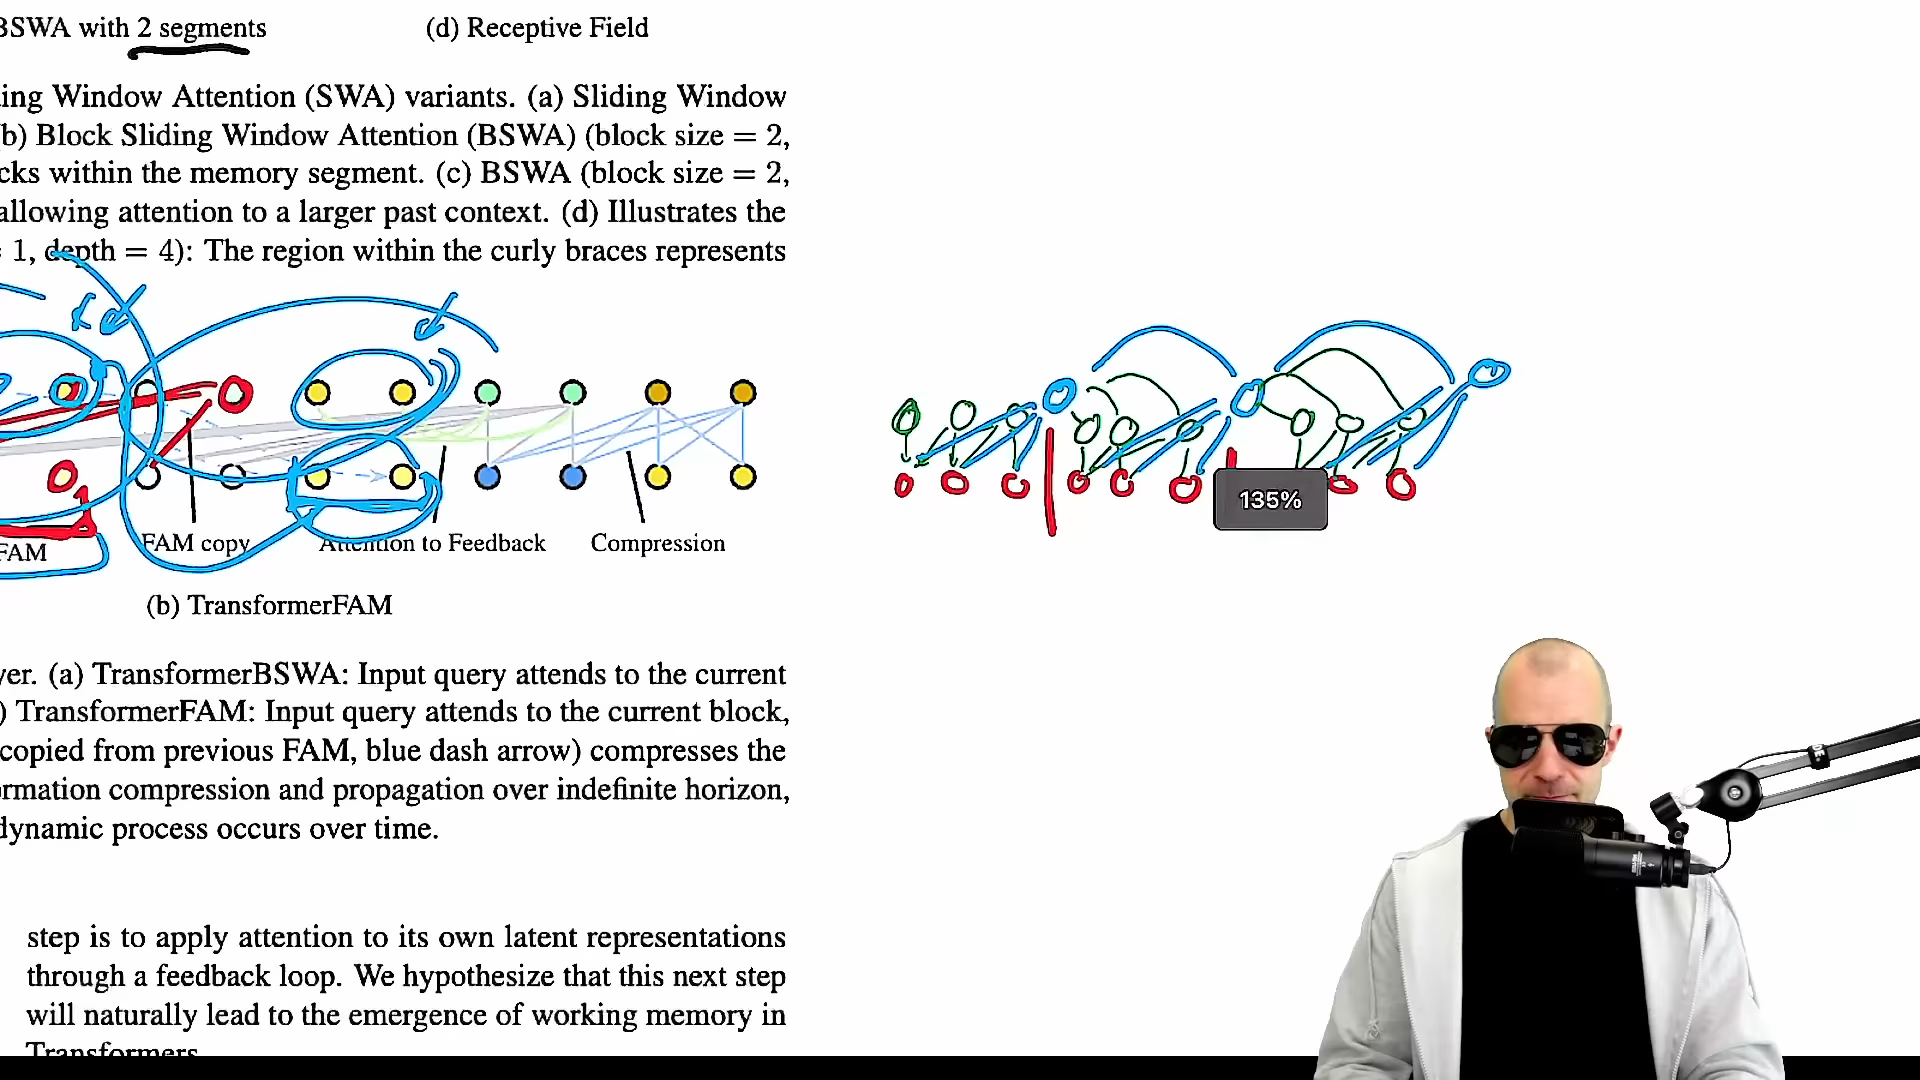 BSWA with 2 segments
(d) Receptive Field
ing Window Attention (SWA) variants. (a) Sliding Window
b) Block Sliding Window Attention (BSWA) (block size = 2,
cks within the memory segment. (c) BSWA (block size = 2,
allowing attention to a larger past context. (d) Illustrates the
= 1, depth = 4): The region within the curly braces represents
135%
FAM
FAM copy
Attention to Feedback
Compression
(b) TransformerFAM
yer. (a) TransformerBSWA: Input query attends to the current
) TransformerFAM: Input query attends to the current block,
copied from previous FAM, blue dash arrow) compresses the
ormation compression and propagation over indefinite horizon,
dynamic process occurs over time.
step is to apply attention to its own latent representations
through a feedback loop. We hypothesize that this next step
will naturally lead to the emergence of working memory in
Transformers